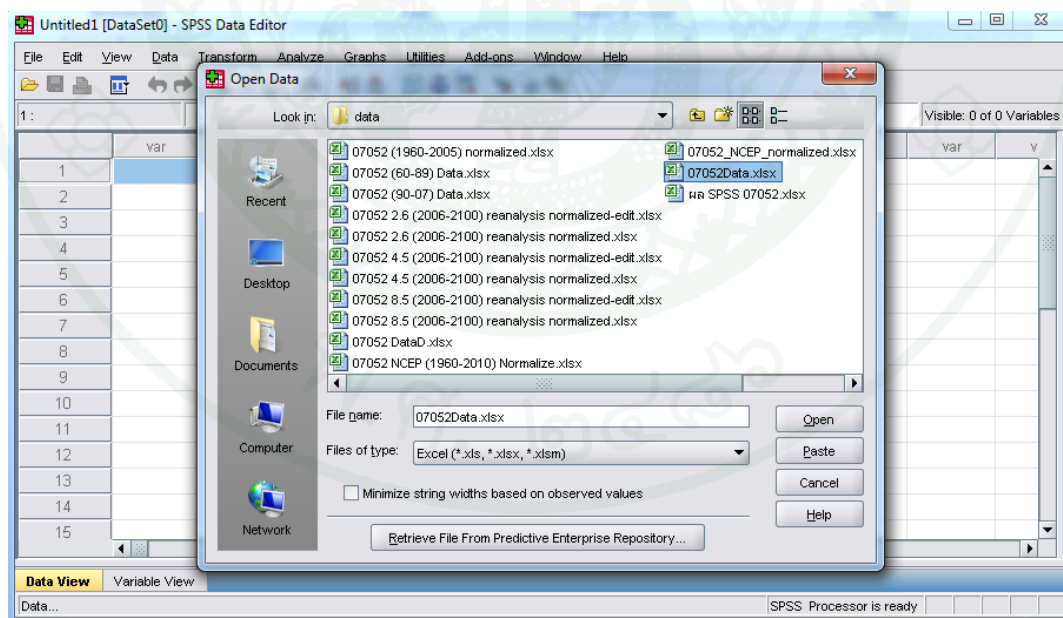 Untitled1 [DataSet0] - SPSS Data Editor
File Edit View Data Transform Analyze Graphs Utilities Add-ons Window Help
Open Data
1 :
Visible: 0 of 0 Variables
Look in: data
var var v
1
2
3
4
5
6
7
8
9
10
11
12
13
14
15
Recent
Desktop
Documents
Computer
Network
07052 (1960-2005) normalized.xlsx
07052 (60-89) Data.xlsx
07052 (90-07) Data.xlsx
07052 2.6 (2006-2100) reanalysis normalized-edit.xlsx
07052 2.6 (2006-2100) reanalysis normalized.xlsx
07052 4.5 (2006-2100) reanalysis normalized-edit.xlsx
07052 4.5 (2006-2100) reanalysis normalized.xlsx
07052 8.5 (2006-2100) reanalysis normalized-edit.xlsx
07052 8.5 (2006-2100) reanalysis normalized.xlsx
07052 DataD.xlsx
07052 NCEP (1960-2010) Normalize.xlsx
07052_NCEP_normalized.xlsx
07052Data.xlsx
ผล SPSS 07052.xlsx
File name: 07052Data.xlsx
Files of type: Excel (*.xls, *.xlsx, *.xlsm)
Minimize string widths based on observed values
Open
Paste
Cancel
Help
Retrieve File From Predictive Enterprise Repository...
Data View Variable View
Data...
SPSS Processor is ready